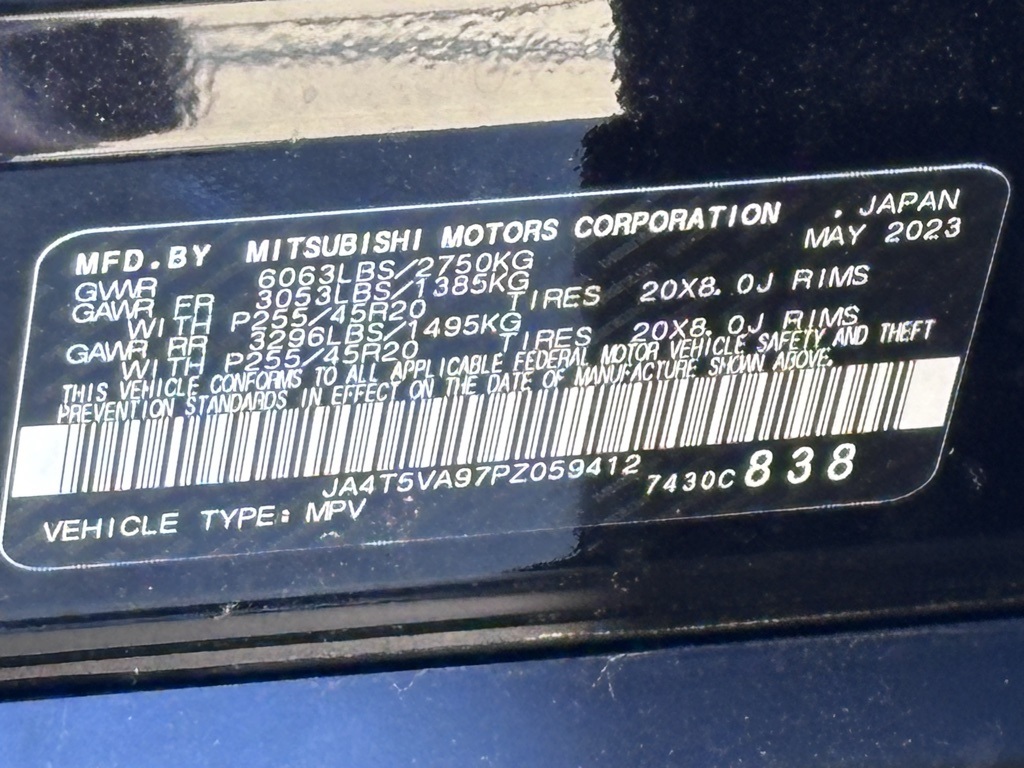 MFD.BY MITSUBISHI MOTORS CORPORATION . JAPAN
MAY 2023
GVWR 6063LBS/2750KG
GAWR FR 3053LBS/1385KG
WITH P255/45R20 TIRES 20X8.0J RIMS
GAWR RR 3296LBS/1495KG
WITH P255/45R20 TIRES 20X8.0J RIMS
THIS VEHICLE CONFORMS TO ALL APPLICABLE FEDERAL MOTOR VEHICLE SAFETY AND THEFT
PREVENTION STANDARDS IN EFFECT ON THE DATE OF MANUFACTURE SHOWN ABOVE.
JA4T5VA97PZ059412 7430C 838
VEHICLE TYPE: MPV